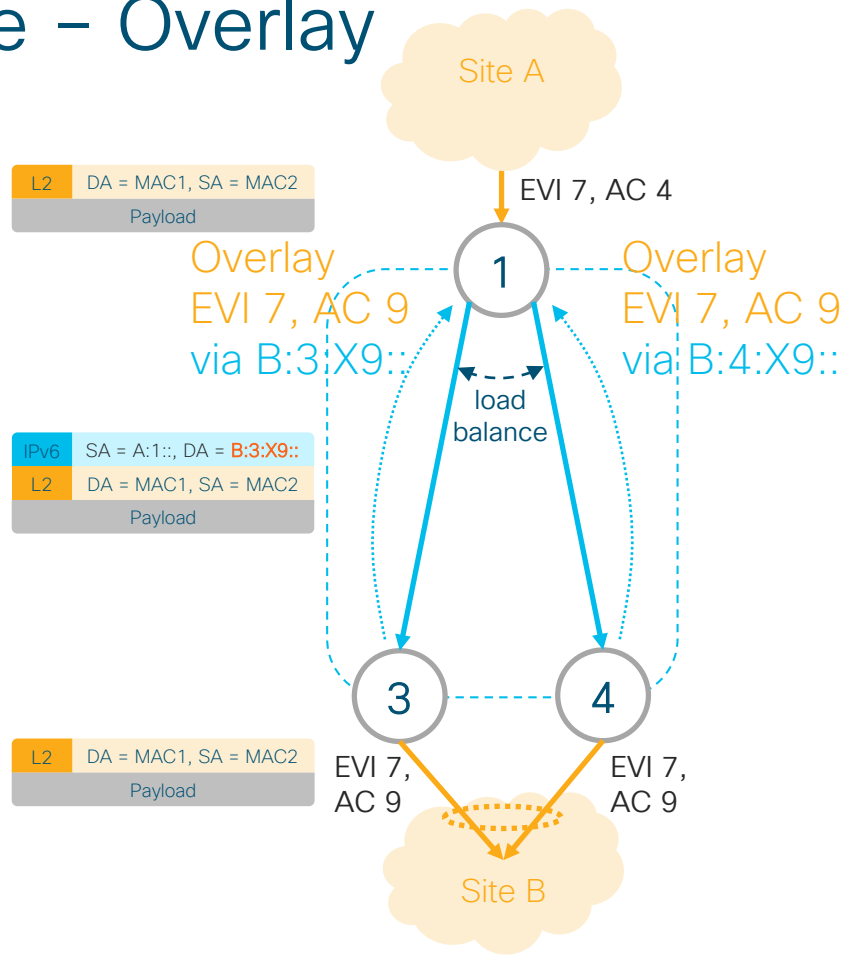 e – Overlay
Site A
L2 DA = MAC1, SA = MAC2
Payload
EVI 7, AC 4
1
Overlay
EVI 7, AC 9
via B:3:X9::
Overlay
EVI 7, AC 9
via B:4:X9::
load
balance
IPv6 SA = A:1::, DA = B:3:X9::
L2 DA = MAC1, SA = MAC2
Payload
3
4
L2 DA = MAC1, SA = MAC2
Payload
EVI 7,
AC 9
EVI 7,
AC 9
Site B